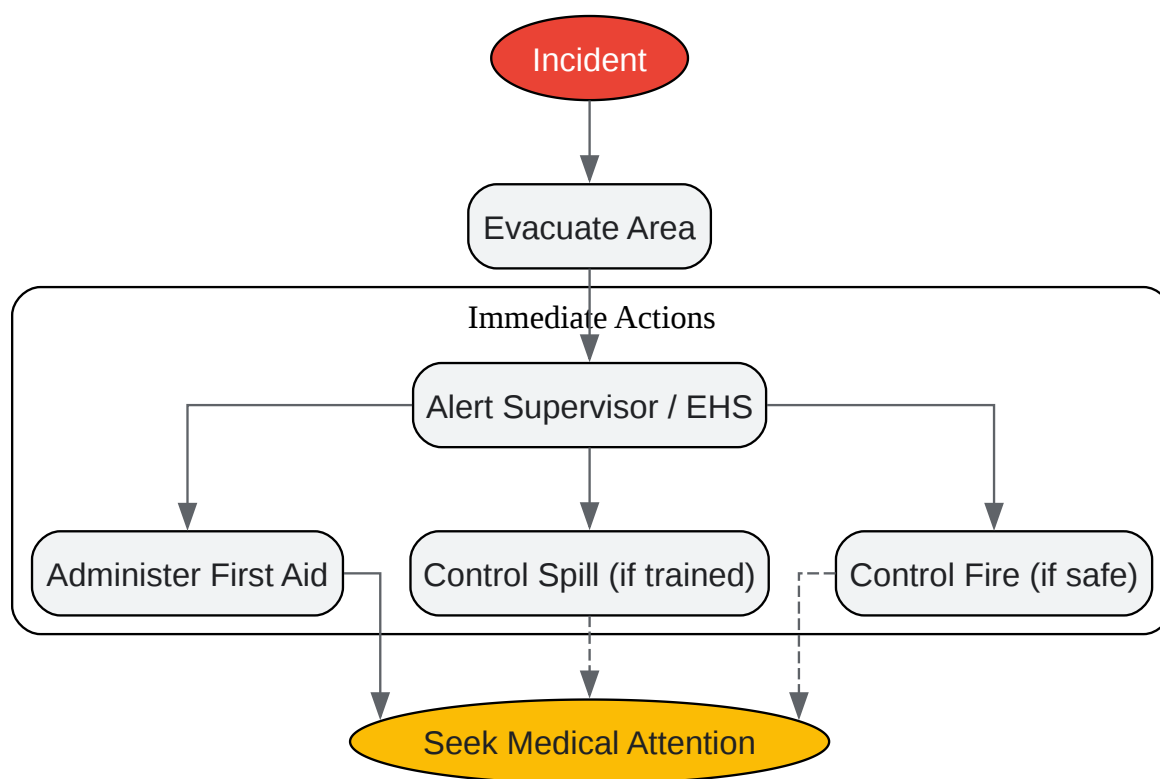 Incident
Evacuate Area
Immediate Actions
Alert Supervisor / EHS
Administer First Aid
Control Spill (if trained)
Control Fire (if safe)
Seek Medical Attention